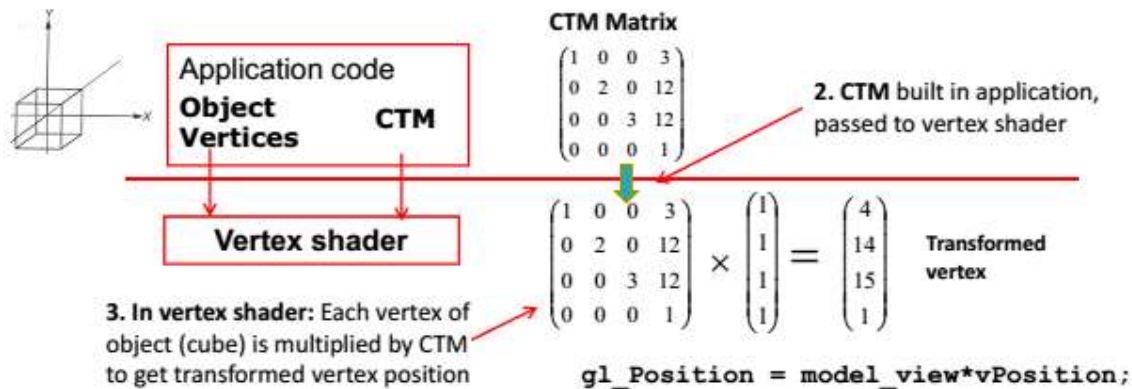 Y
X
Application code
Object
Vertices
CTM
Vertex shader
CTM Matrix
1 0 0 3
0 2 0 12
0 0 3 12
0 0 0 1
2. CTM built in application,
passed to vertex shader
1 0 0 3
0 2 0 12
0 0 3 12
0 0 0 1
×
1
1
1
1
=
4
14
15
1
Transformed
vertex
3. In vertex shader: Each vertex of
object (cube) is multiplied by CTM
to get transformed vertex position
gl_Position = model_view*vPosition;